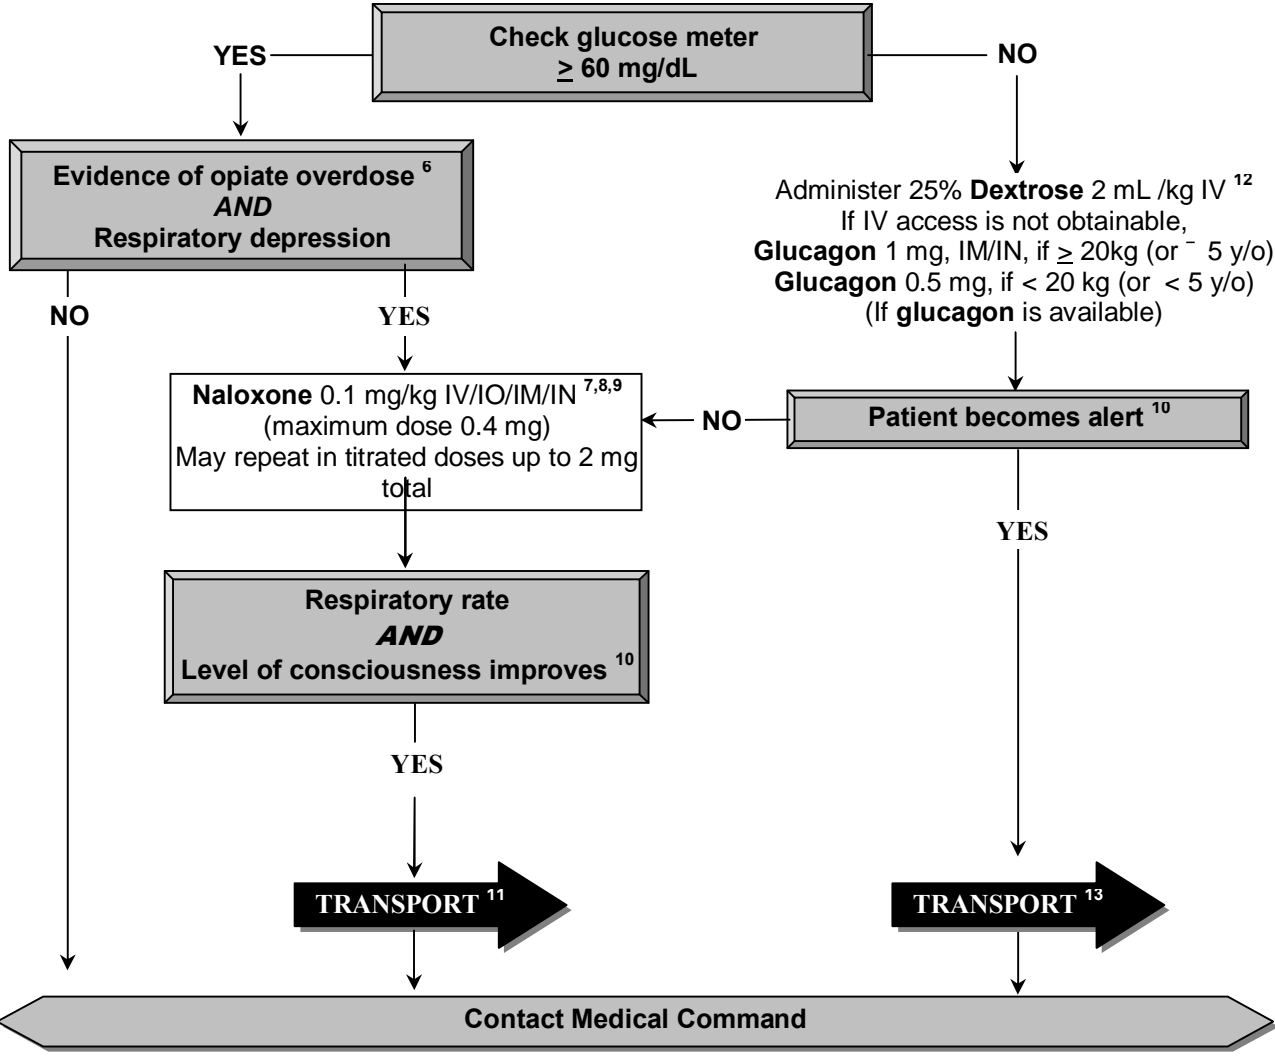 Check glucose meter
≥ 60 mg/dL
YES
NO
Evidence of opiate overdose 6
AND
Respiratory depression
Administer 25% Dextrose 2 mL /kg IV 12
If IV access is not obtainable,
Glucagon 1 mg, IM/IN, if ≥ 20kg (or ¯ 5 y/o)
Glucagon 0.5 mg, if < 20 kg (or < 5 y/o)
(If glucagon is available)
NO
YES
Naloxone 0.1 mg/kg IV/IO/IM/IN 7,8,9
(maximum dose 0.4 mg)
May repeat in titrated doses up to 2 mg
total
NO
Patient becomes alert 10
YES
Respiratory rate
AND
Level of consciousness improves 10
YES
TRANSPORT 11
TRANSPORT 13
Contact Medical Command